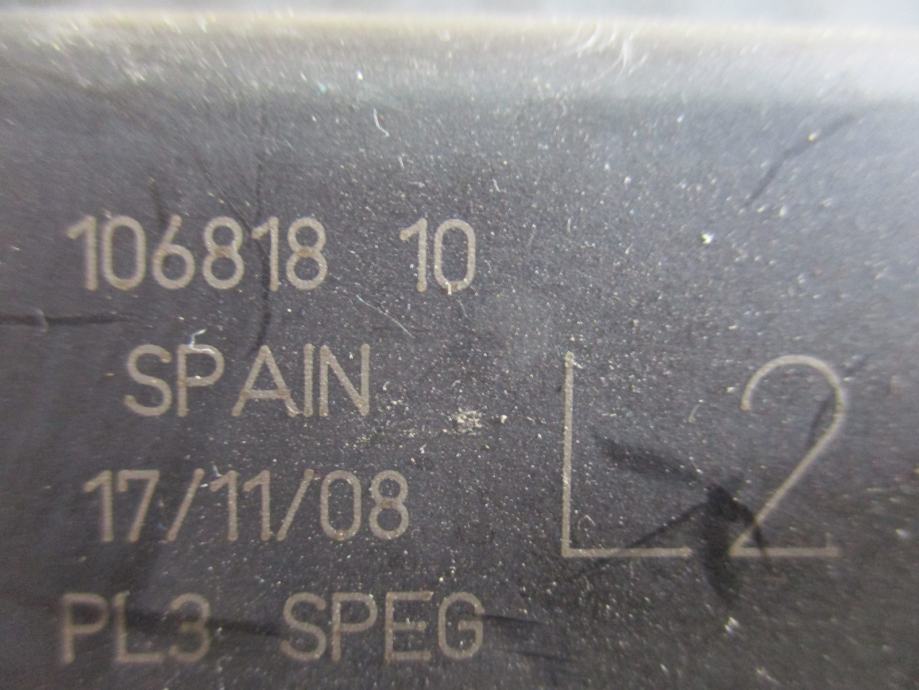 106818 10
SPAIN
17/11/08
PL3 SPEG
L2